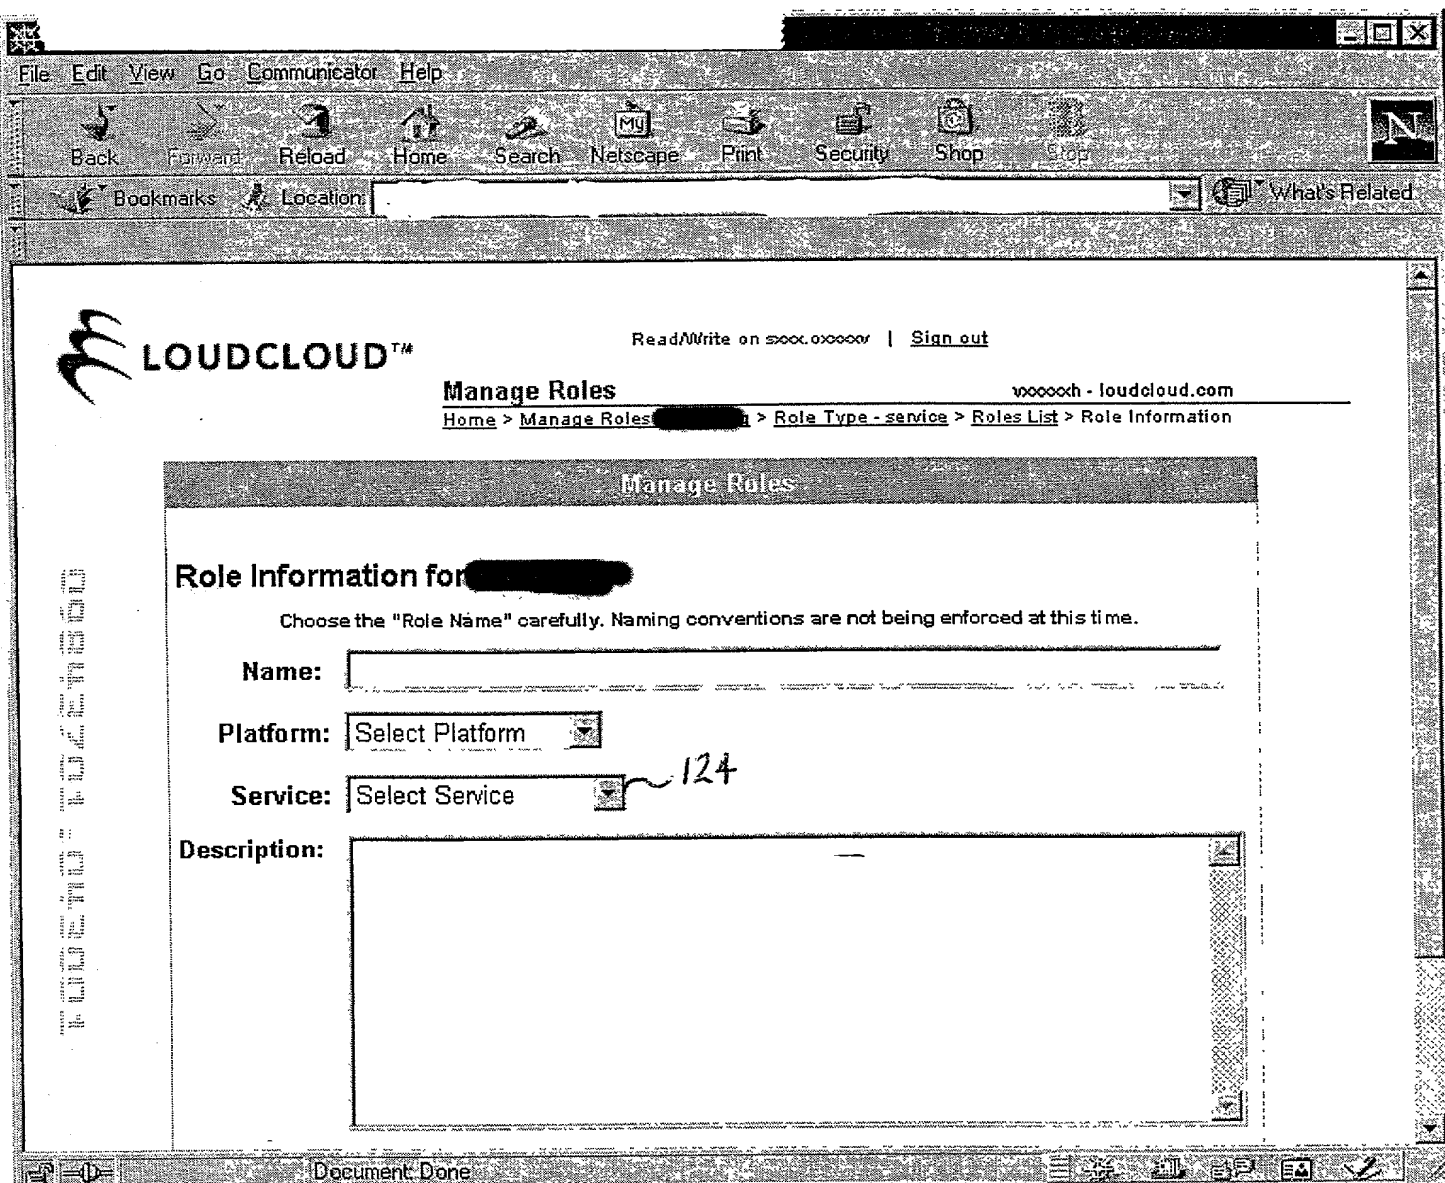 File Edit View Go Communicator Help
Back Forward Reload Home Search Netscape Print Security Shop Stop
My
N
Bookmarks Location: What's Related
LOUDCLOUD™
Read/Write on | Sign out
Manage Roles - loudcloud.com
Home > Manage Roles > Role Type - service > Roles List > Role Information
Manage Roles
Role Information for
Choose the "Role Name" carefully. Naming conventions are not being enforced at this time.
Name:
Platform: Select Platform
Service: Select Service 124
Description:
Document: Done